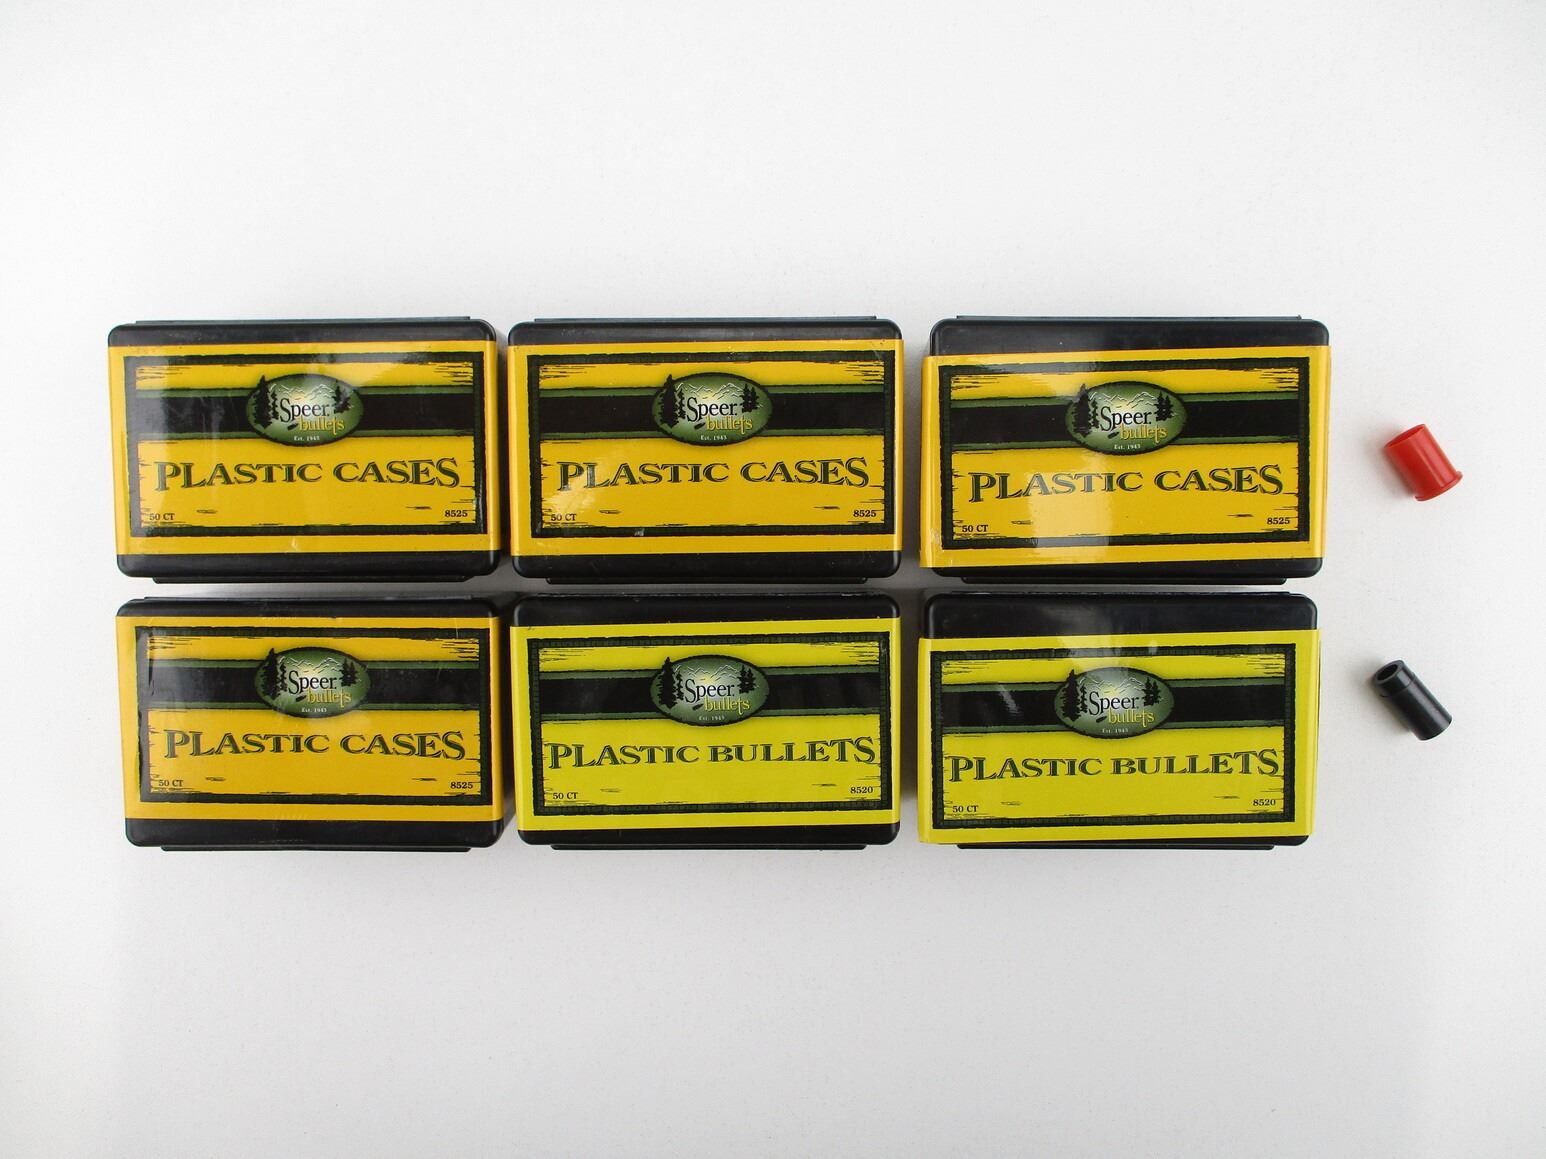 Speer
bullets
Est. 1943
PLASTIC CASES
50 CT 8525
Speer
bullets
Est. 1943
PLASTIC CASES
50 CT 8525
Speer
bullets
Est. 1943
PLASTIC CASES
50 CT 8525
Speer
bullets
Est. 1943
PLASTIC CASES
50 CT 8525
Speer
bullets
Est. 1943
PLASTIC BULLETS
50 CT 8520
Speer
bullets
Est. 1943
PLASTIC BULLETS
50 CT 8520